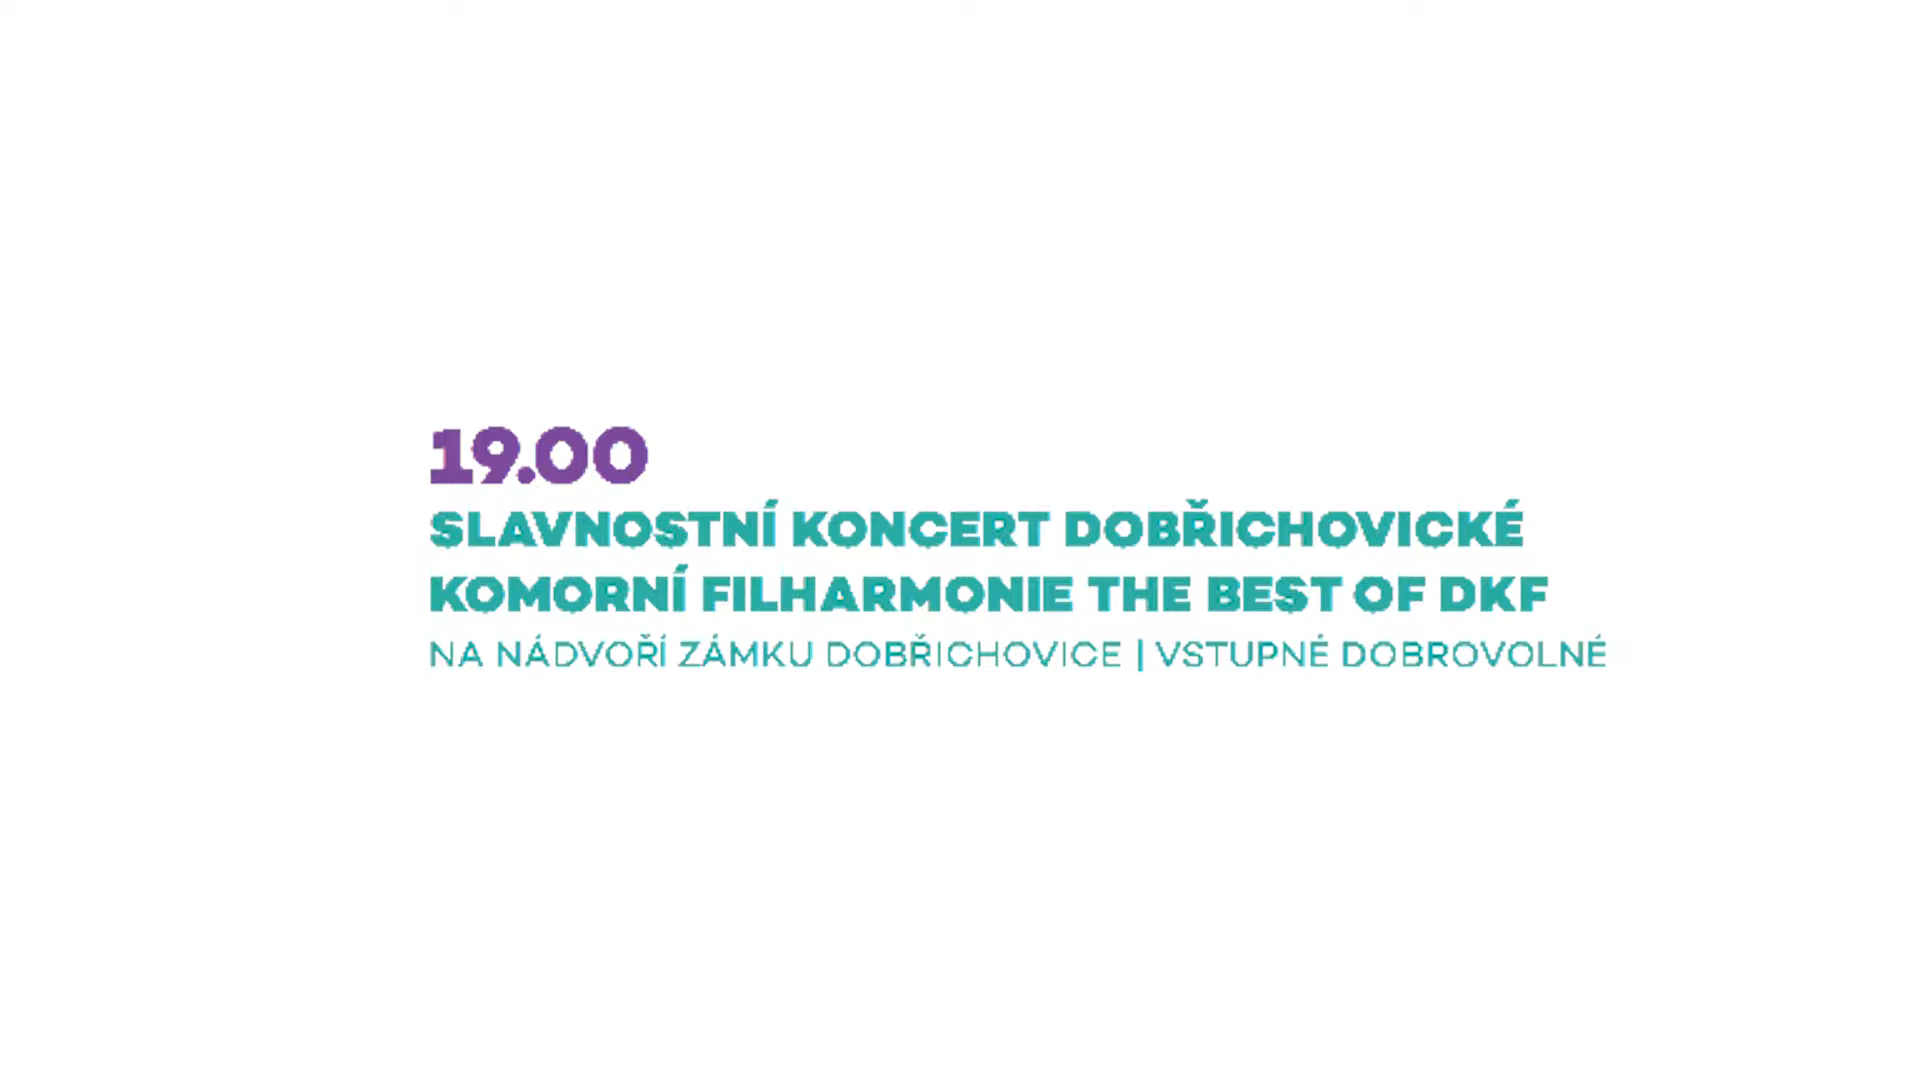 19.00
SLAVNOSTNÍ KONCERT DOBŘICHOVICKÉ
KOMORNÍ FILHARMONIE THE BEST OF DKF
NA NÁDVOŘÍ ZÁMKU DOBŘICHOVICE | VSTUPNÉ DOBROVOLNÉ